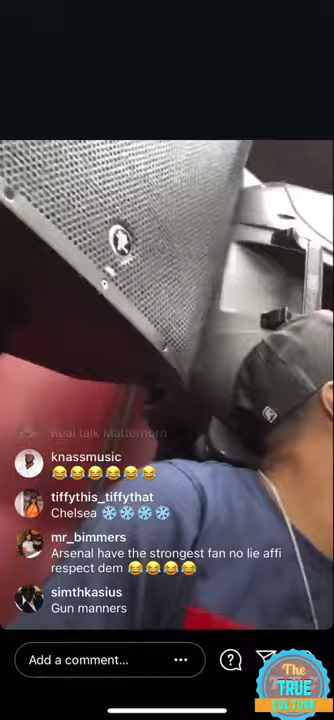 Real talk Matterhorn
knassmusic
😂😂😂😂😂😂
tiffythis_tiffythat
Chelsea ❄️❄️❄️❄️
mr_bimmers
Arsenal have the strongest fan no lie affi
respect dem 😂😂😂😂
simthkasius
Gun manners
Add a comment...
The
TRUE
CULTURE